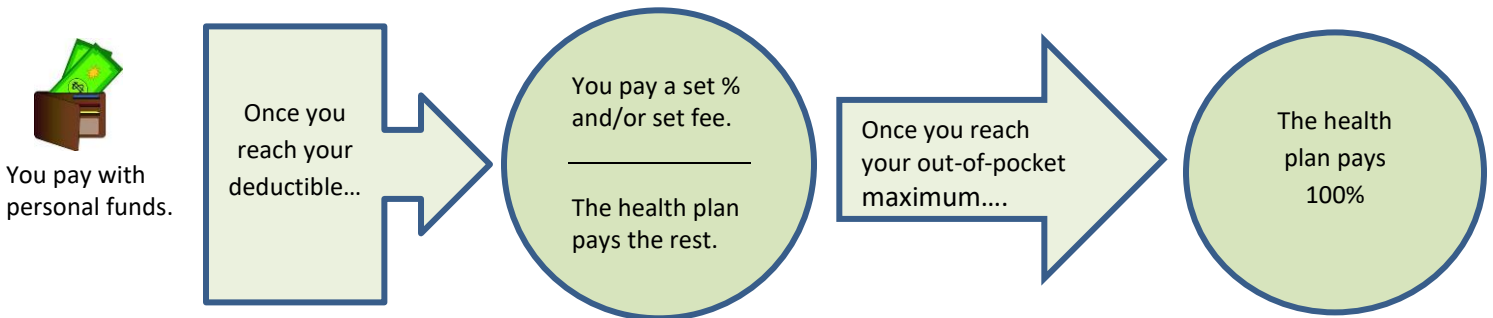 You pay with
personal funds.
Once you
reach your
deductible…
You pay a set %
and/or set fee.
The health plan
pays the rest.
Once you reach
your out-of-pocket
maximum….
The health
plan pays
100%